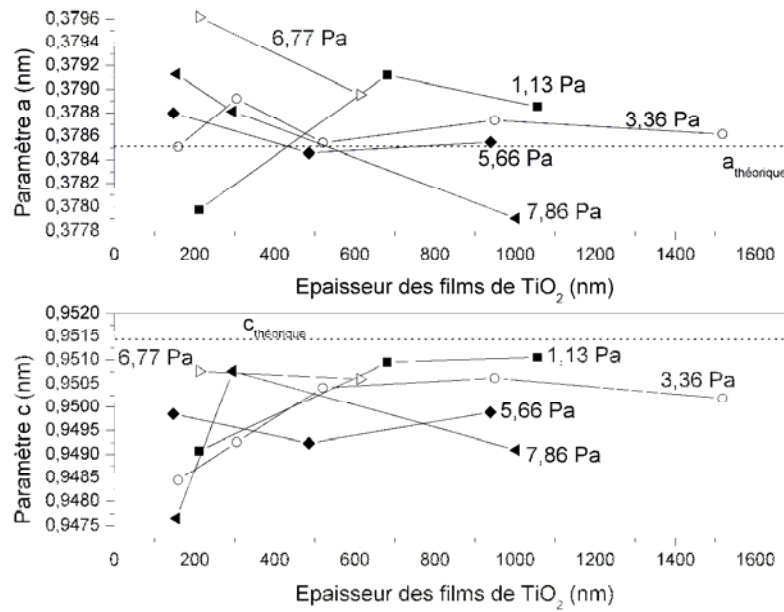 Paramètre a (nm)
0,3796
0,3794
0,3792
0,3790
0,3788
0,3786
0,3784
0,3782
0,3780
0,3778
6,77 Pa
1,13 Pa
3,36 Pa
5,66 Pa
a théorique
7,86 Pa
0 200 400 600 800 1000 1200 1400 1600
Epaisseur des films de TiO2 (nm)
Paramètre c (nm)
0,9520
0,9515
0,9510
0,9505
0,9500
0,9495
0,9490
0,9485
0,9480
0,9475
c théorique
6,77 Pa
1,13 Pa
3,36 Pa
5,66 Pa
7,86 Pa
0 200 400 600 800 1000 1200 1400 1600
Epaisseur des films de TiO2 (nm)